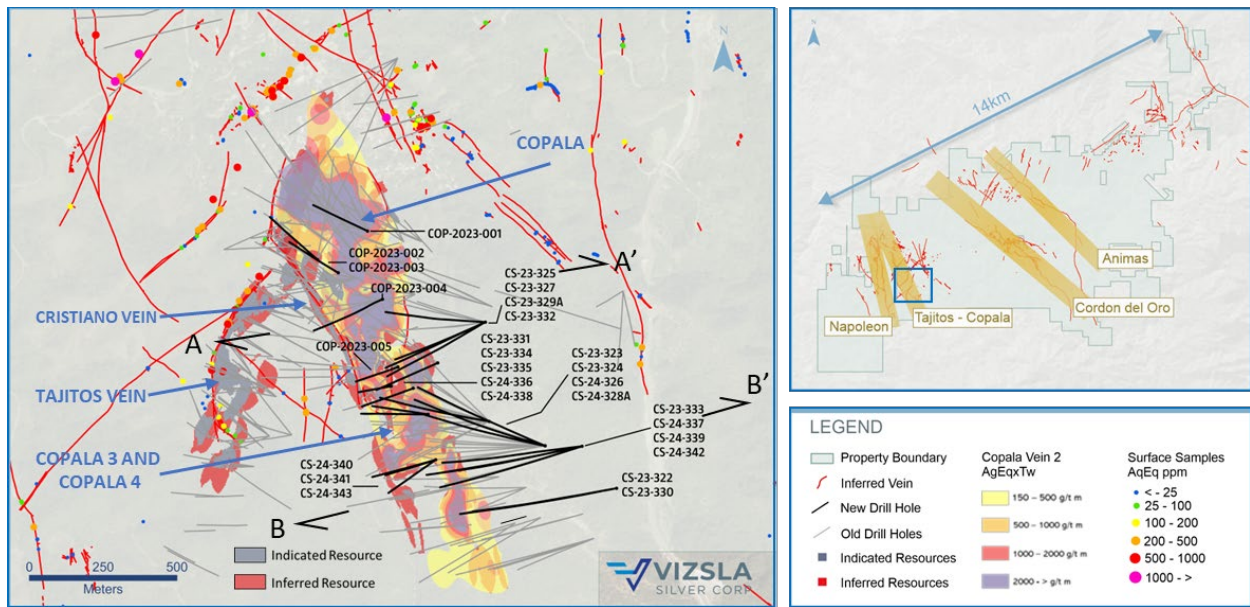 N
COPALA
COP-2023-001
COP-2023-002
COP-2023-003
CS-23-325
CS-23-327
CS-23-329A
CS-23-332
A'
COP-2023-004
CRISTIANO VEIN
A
COP-2023-005
CS-23-331
CS-23-334
CS-23-335
CS-24-336
CS-24-338
CS-23-323
CS-23-324
CS-24-326
CS-24-328A
B'
TAJITOS VEIN
CS-23-333
CS-24-337
CS-24-339
CS-24-342
COPALA 3 AND
COPALA 4
CS-24-340
CS-24-341
CS-24-343
CS-23-322
CS-23-330
B
Indicated Resource
Inferred Resource
0 250 500
Meters
VIZSLA
SILVER CORP
N
14km
Animas
Cordon del Oro
Napoleon
Tajitos - Copala
LEGEND
Property Boundary
Inferred Vein
New Drill Hole
Old Drill Holes
Indicated Resources
Inferred Resources
Copala Vein 2
AgEqxTw
150 – 500 g/t m
500 – 1000 g/t m
1000 – 2000 g/t m
2000 - > g/t m
Surface Samples
AqEq ppm
< - 25
25 - 100
100 - 200
200 - 500
500 - 1000
1000 - >